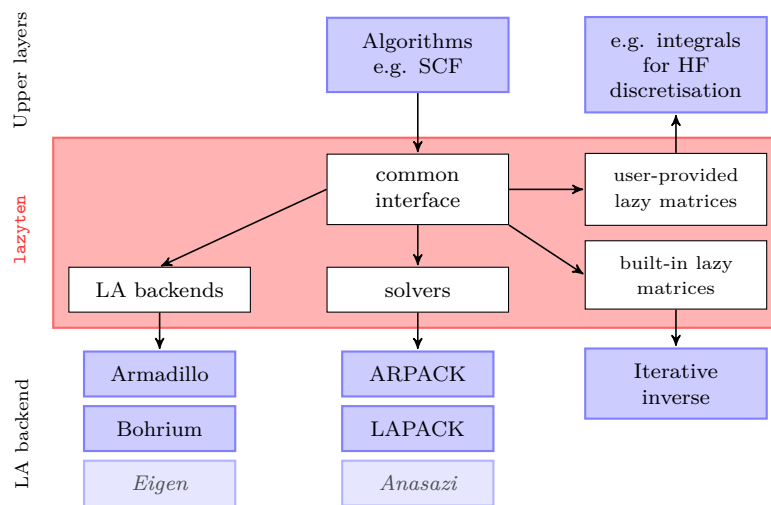 Upper layers
Algorithms
e.g. SCF
e.g. integrals
for HF
discretisation
lazyten
common
interface
user-provided
lazy matrices
LA backends
solvers
built-in lazy
matrices
LA backend
Armadillo
ARPACK
Iterative
inverse
Bohrium
LAPACK
Eigen
Anasazi